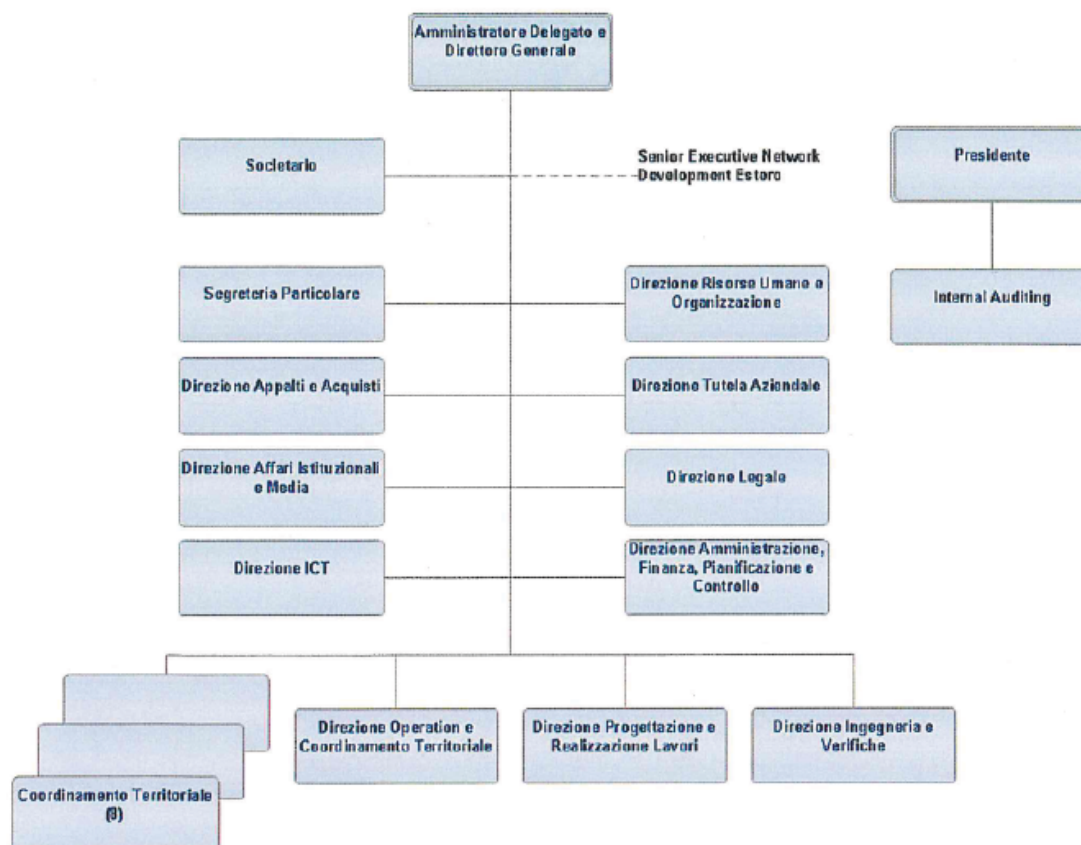 Amministratore Delegato e
Direttore Generale
Societario
Senior Executive Network
Development Estero
Presidente
Segreteria Particolare
Direzione Risorse Umane e
Organizzazione
Internal Auditing
Direzione Appalti e Acquisti
Direzione Tutela Aziendale
Direzione Affari Istituzionali
e Media
Direzione Legale
Direzione ICT
Direzione Amministrazione,
Finanza, Pianificazione e
Controllo
Direzione Operation e
Coordinamento Territoriale
Direzione Progettazione e
Realizzazione Lavori
Direzione Ingegneria e
Verifiche
Coordinamento Territoriale
(8)